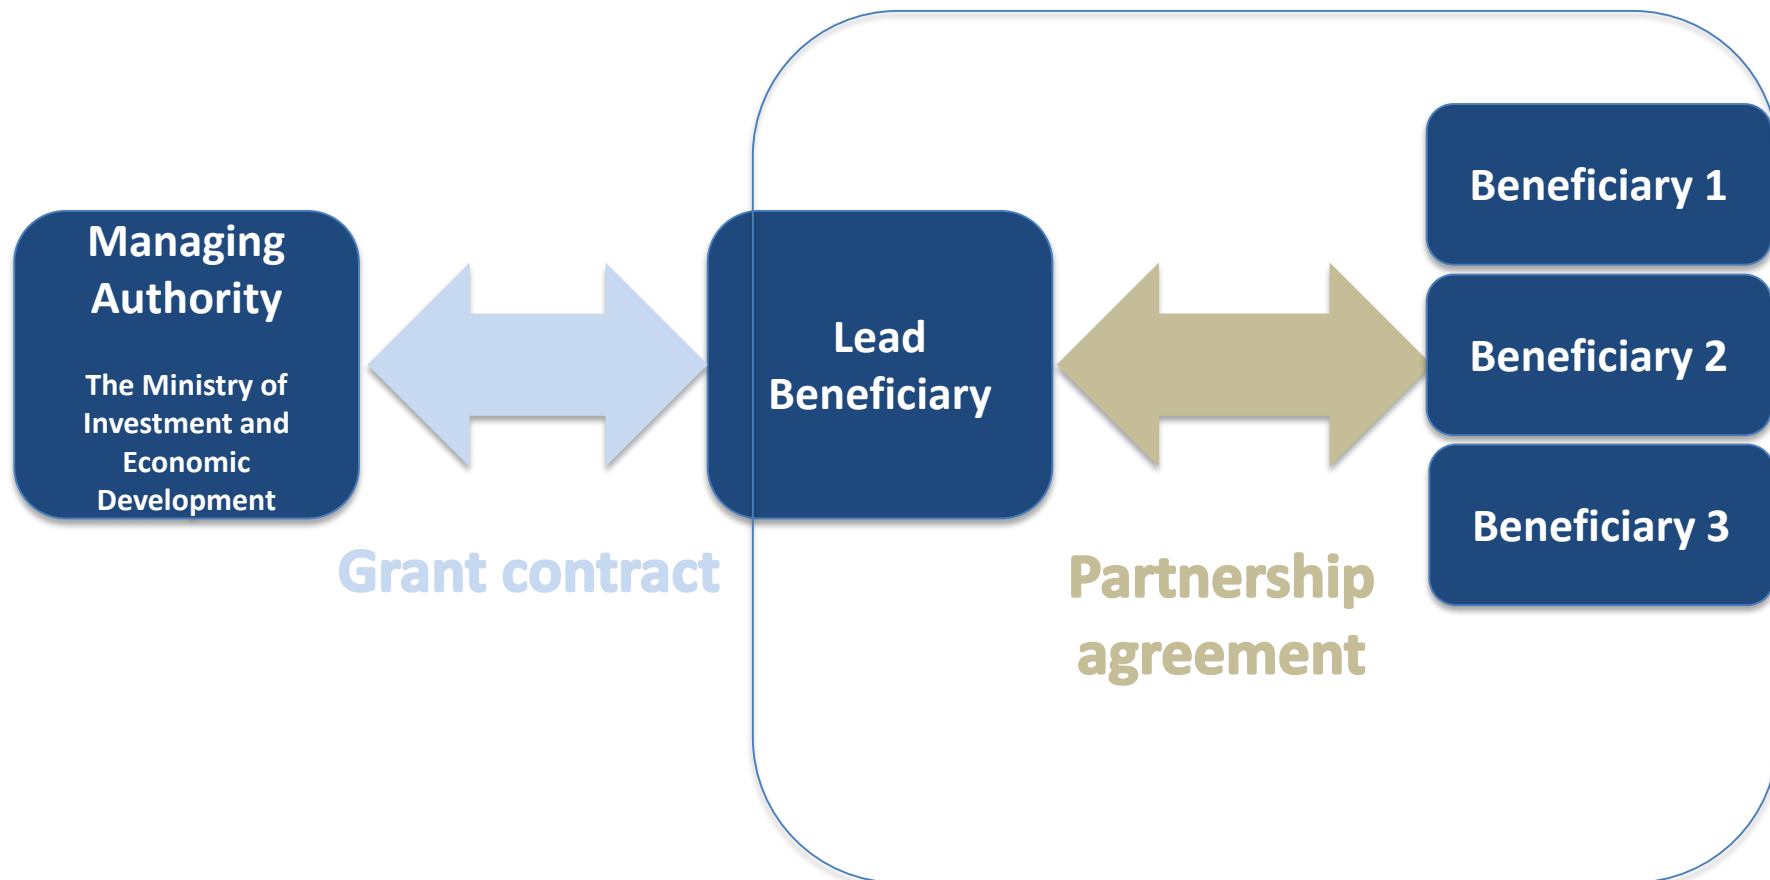 Managing
Authority
The Ministry of
Investment and
Economic
Development
Grant contract
Lead
Beneficiary
Partnership
agreement
Beneficiary 1
Beneficiary 2
Beneficiary 3